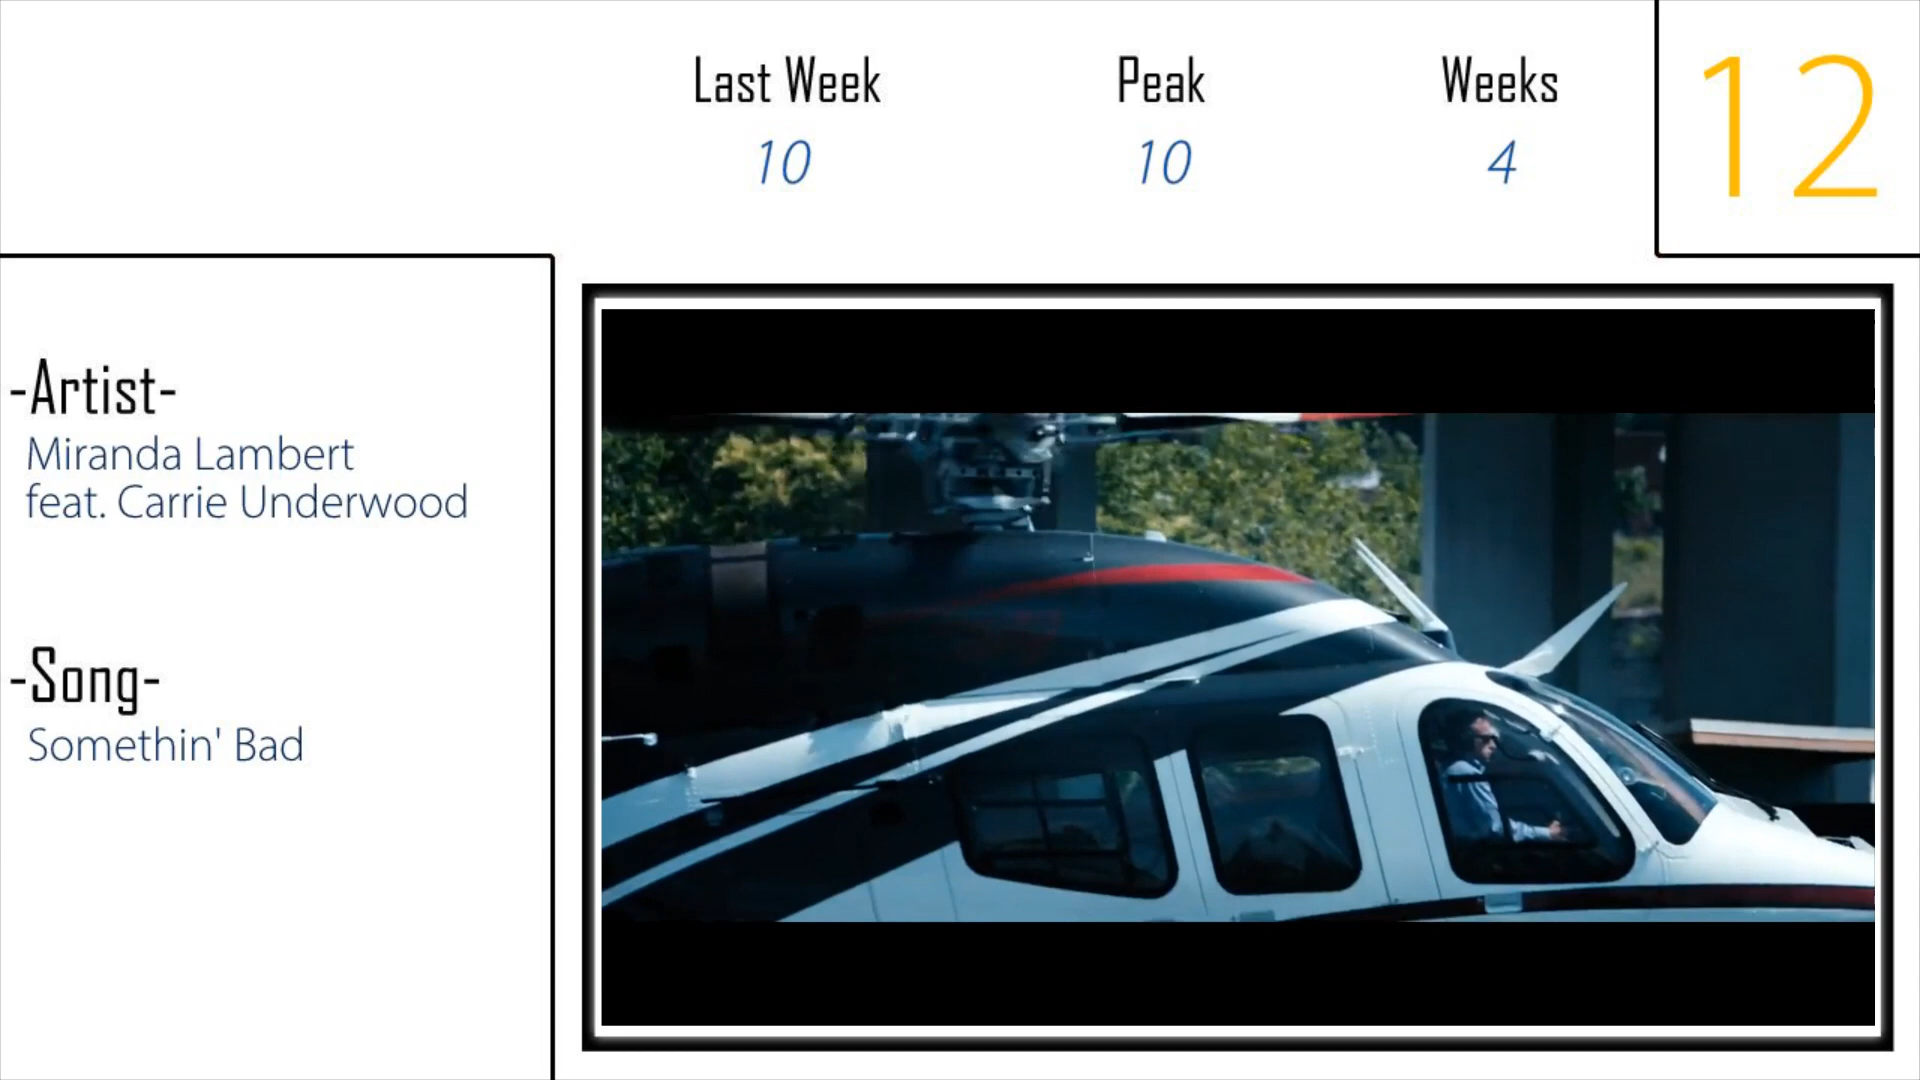 Last Week
Peak
Weeks
12
10
10
4
-Artist-
Miranda Lambert
feat. Carrie Underwood
-Song-
Somethin' Bad